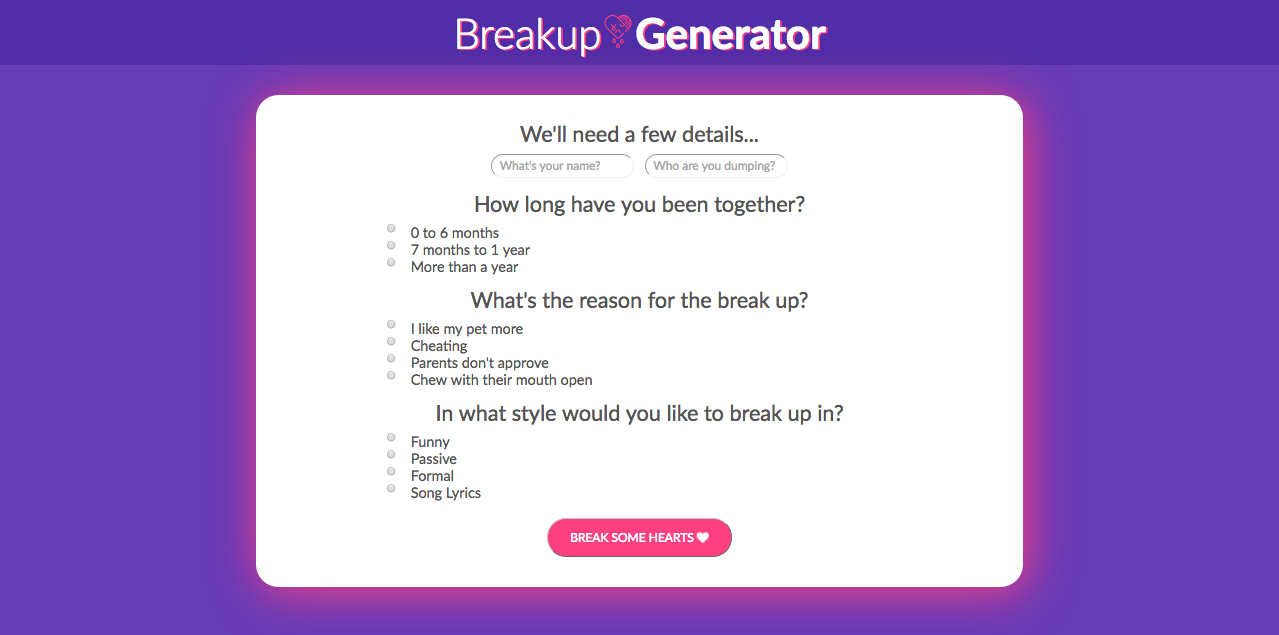 Breakup Generator
We'll need a few details...
What's your name? Who are you dumping?
How long have you been together?
0 to 6 months
7 months to 1 year
More than a year
What's the reason for the break up?
I like my pet more
Cheating
Parents don't approve
Chew with their mouth open
In what style would you like to break up in?
Funny
Passive
Formal
Song Lyrics
BREAK SOME HEARTS